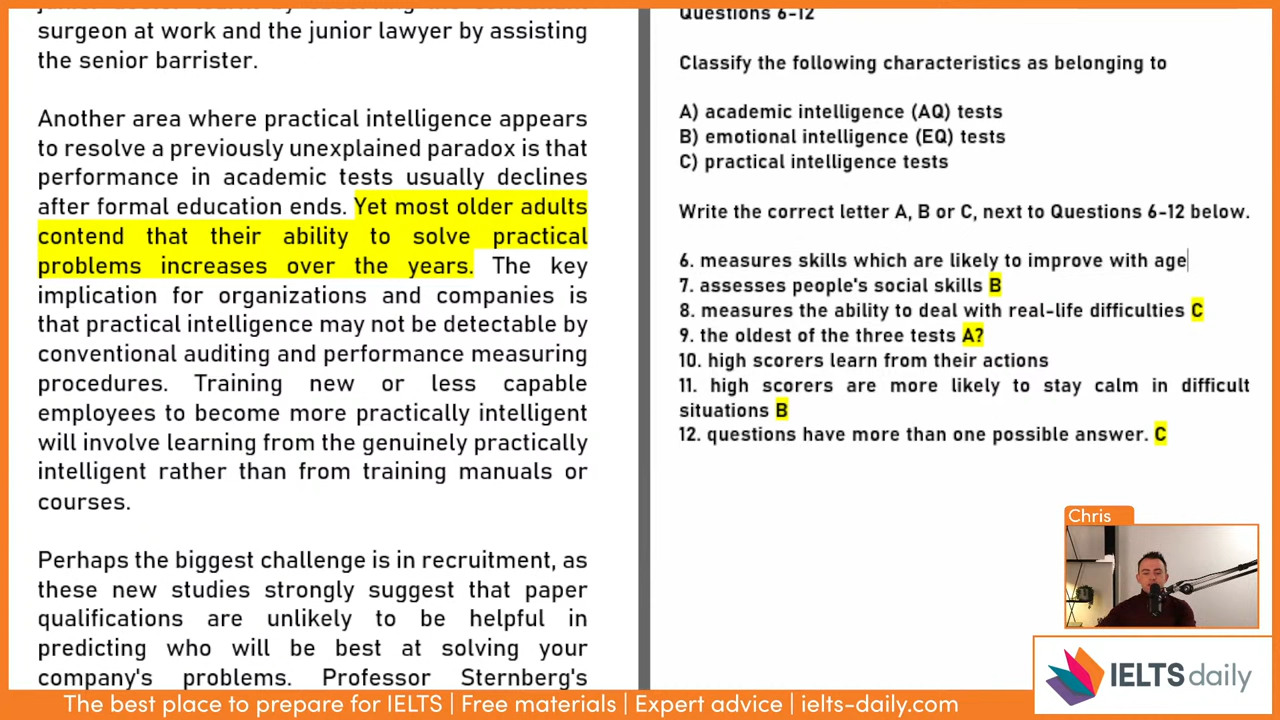 surgeon at work and the junior lawyer by assisting
the senior barrister.
Another area where practical intelligence appears
to resolve a previously unexplained paradox is that
performance in academic tests usually declines
after formal education ends. Yet most older adults
contend that their ability to solve practical
problems increases over the years. The key
implication for organizations and companies is
that practical intelligence may not be detectable by
conventional auditing and performance measuring
procedures. Training new or less capable
employees to become more practically intelligent
will involve learning from the genuinely practically
intelligent rather than from training manuals or
courses.
Perhaps the biggest challenge is in recruitment, as
these new studies strongly suggest that paper
qualifications are unlikely to be helpful in
predicting who will be best at solving your
company's problems. Professor Sternberg's
Questions 6-12
Classify the following characteristics as belonging to
A) academic intelligence (AQ) tests
B) emotional intelligence (EQ) tests
C) practical intelligence tests
Write the correct letter A, B or C, next to Questions 6-12 below.
6. measures skills which are likely to improve with age
7. assesses people's social skills B
8. measures the ability to deal with real-life difficulties C
9. the oldest of the three tests A?
10. high scorers learn from their actions
11. high scorers are more likely to stay calm in difficult
situations B
12. questions have more than one possible answer. C
Chris
IELTS daily
The best place to prepare for IELTS | Free materials | Expert advice | ielts-daily.com